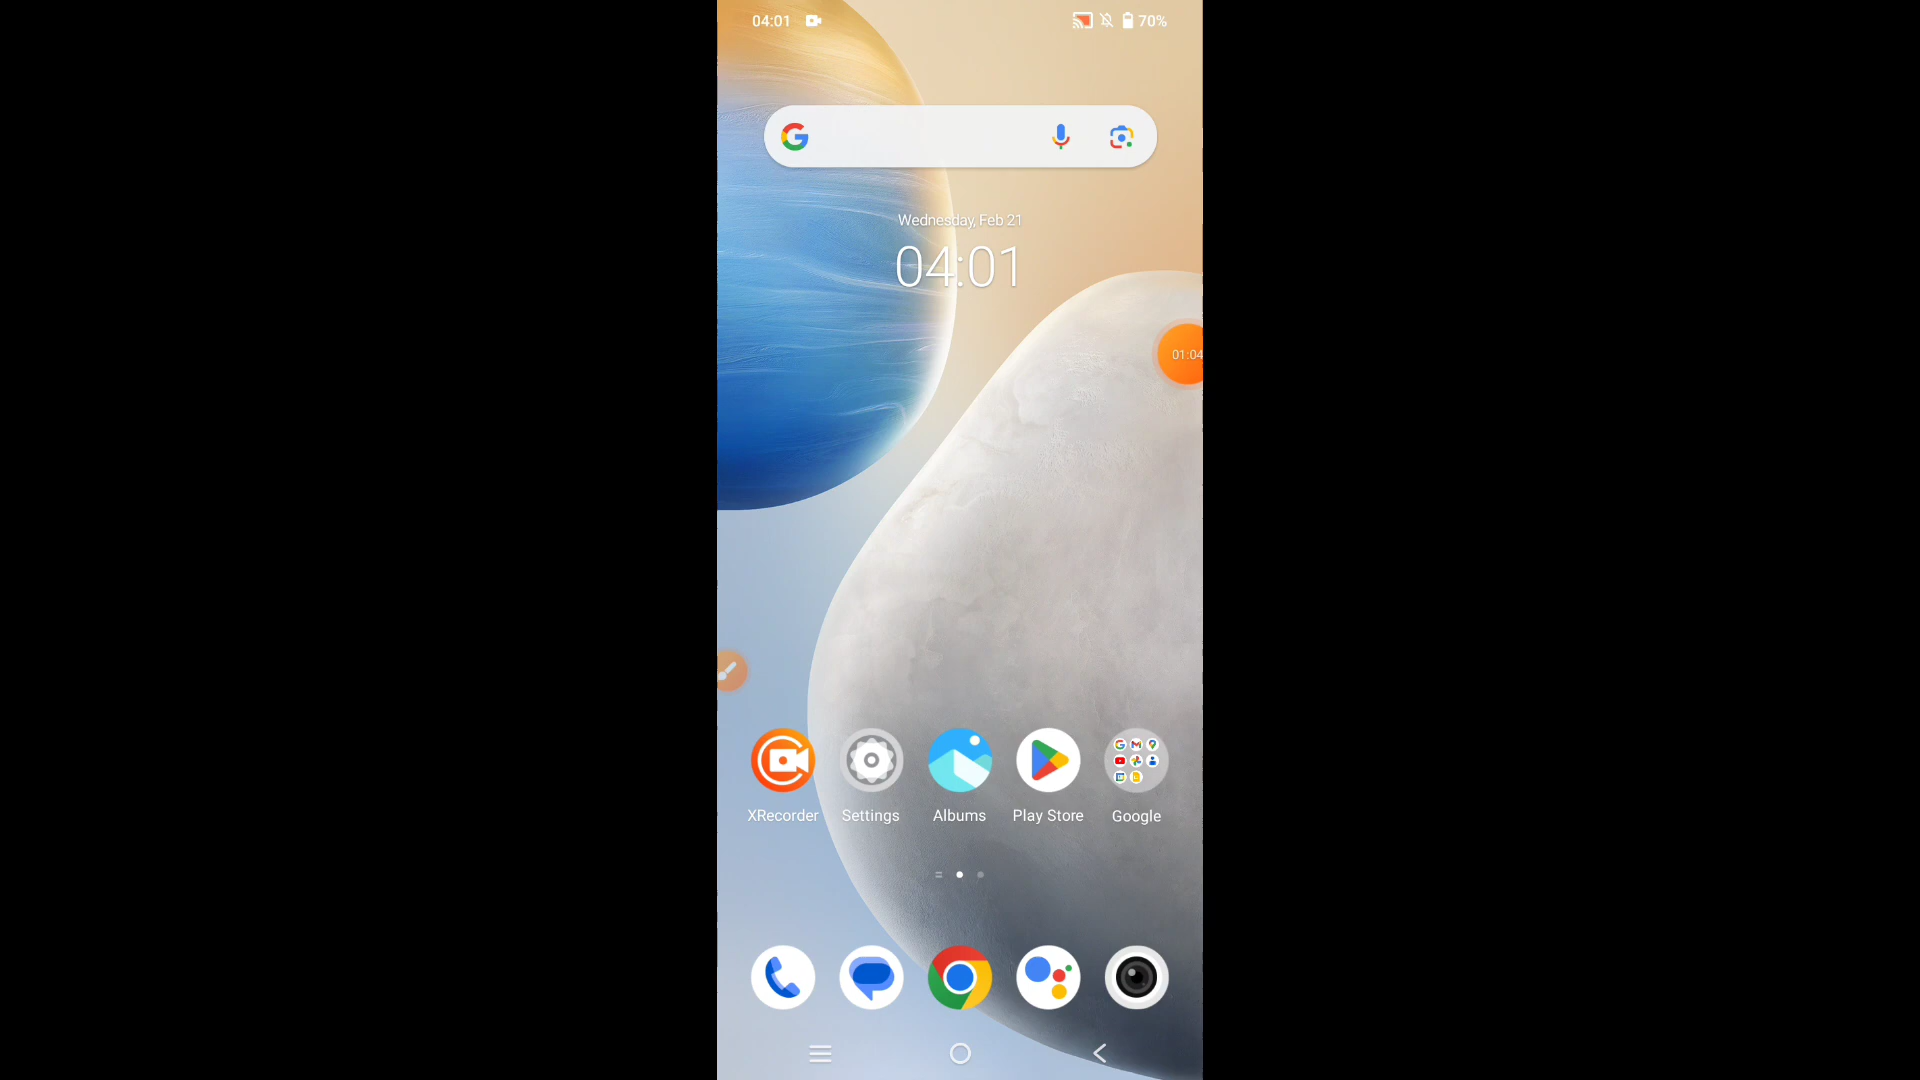 04:01
70%
Wednesday, Feb 21
04:01
01:04
XRecorder
Settings
Albums
Play Store
Google